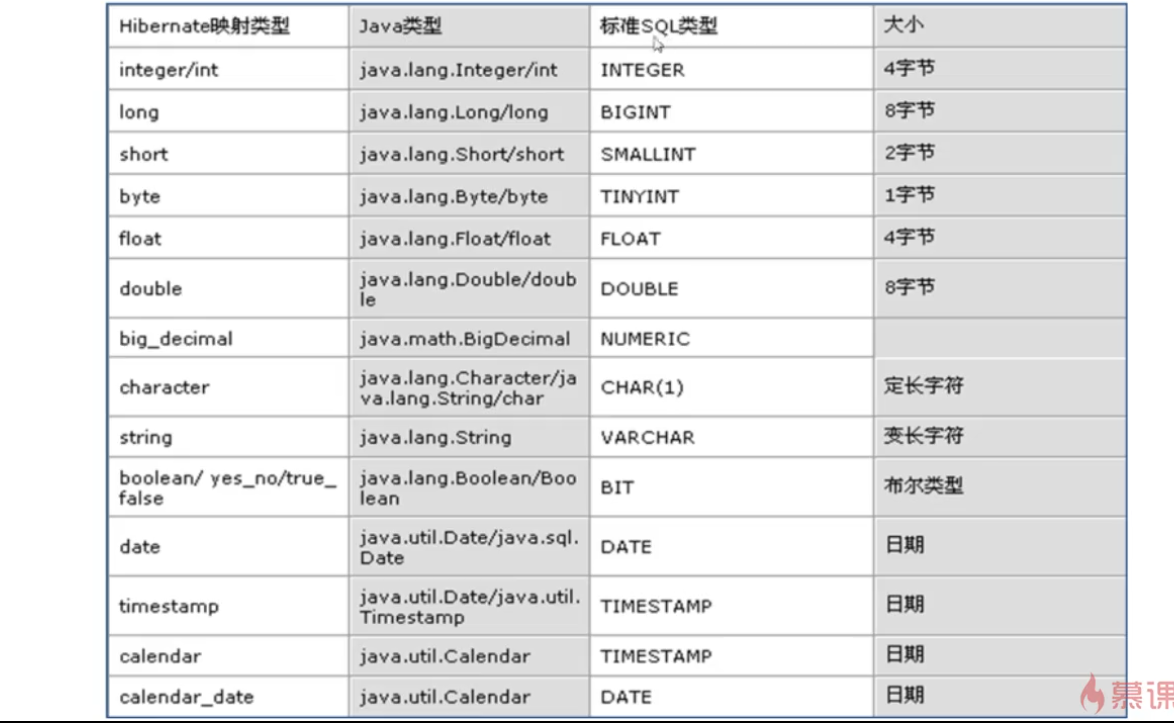 Hibernate映射类型 Java类型 标准SQL类型 大小
integer/int java.lang.Integer/int INTEGER 4字节
long java.lang.Long/long BIGINT 8字节
short java.lang.Short/short SMALLINT 2字节
byte java.lang.Byte/byte TINYINT 1字节
float java.lang.Float/float FLOAT 4字节
double java.lang.Double/doub
le DOUBLE 8字节
big_decimal java.math.BigDecimal NUMERIC
character java.lang.Character/ja
va.lang.String/char CHAR(1) 定长字符
string java.lang.String VARCHAR 变长字符
boolean/ yes_no/true_
false java.lang.Boolean/Boo
lean BIT 布尔类型
date java.util.Date/java.sql.
Date DATE 日期
timestamp java.util.Date/java.util.
Timestamp TIMESTAMP 日期
calendar java.util.Calendar TIMESTAMP 日期
calendar_date java.util.Calendar DATE 日期
慕课